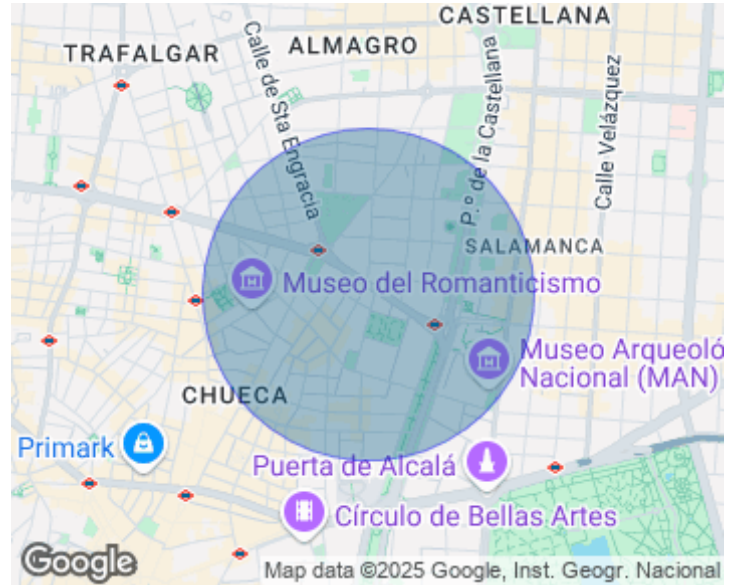 CASTELLANA
TRAFALGAR
ALMAGRO
Calle de Sta Engracia
P.º de la Castellana
Calle Velázquez
SALAMANCA
Museo del Romanticismo
Museo Arqueoló
Nacional (MAN)
CHUECA
Primark
Puerta de Alcalá
Círculo de Bellas Artes
Google
Map data ©2025 Google, Inst. Geogr. Nacional